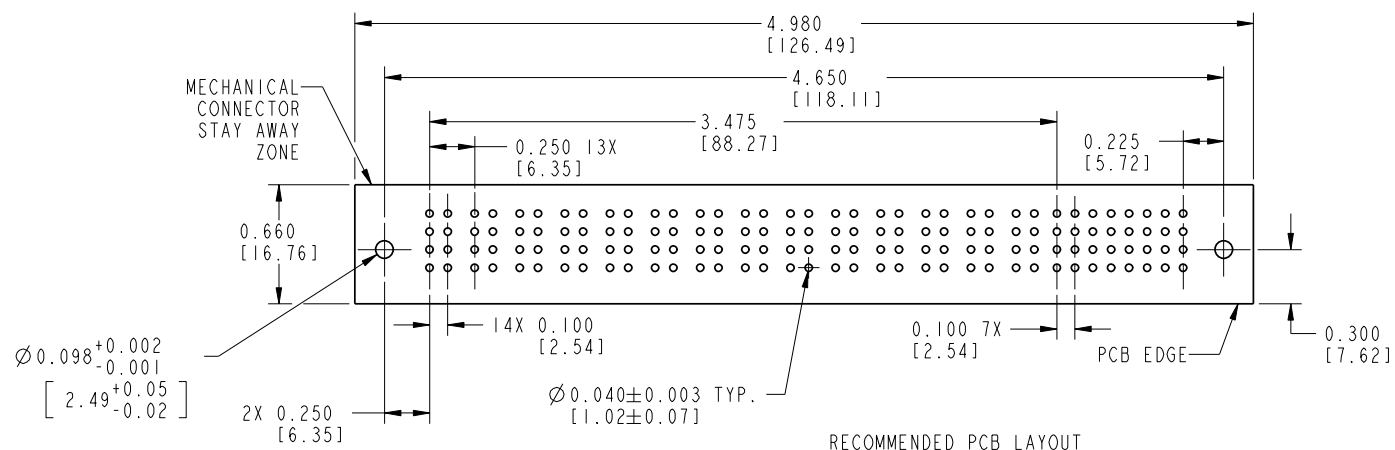 4.980
[126.49]
4.650
[118.11]
MECHANICAL
CONNECTOR
STAY AWAY
ZONE
3.475
[88.27]
0.250 13X
[6.35]
0.225
[5.72]
0.660
[16.76]
14X 0.100
[2.54]
0.100 7X
[2.54]
PCB EDGE
0.300
[7.62]
Ø0.098 +0.002
-0.001
[2.49 +0.05
-0.02]
2X 0.250
[6.35]
Ø0.040±0.003 TYP.
[1.02±0.07]
RECOMMENDED PCB LAYOUT